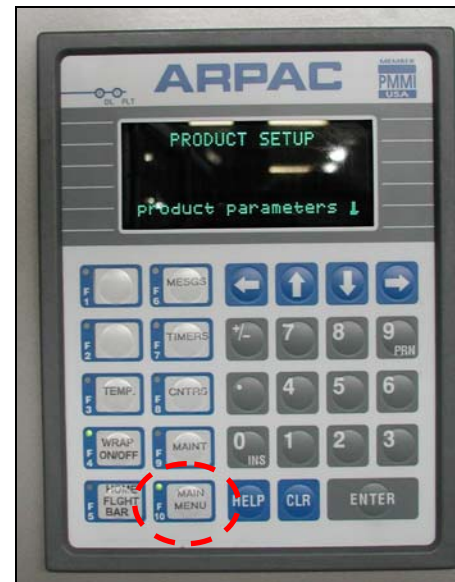 ARPAC
MEMBER
PMMI
USA
OL FLT
PRODUCT SETUP
product parameters
F1
F6 MESGS
F2
F7 TIMERS
+/- 7 8 9 PRN
F3 TEMP.
F8 CNTRS
. 4 5 6
F4 WRAP ON/OFF
F9 MAINT
0 INS 1 2 3
F5 HOME FLGHT BAR
F10 MAIN MENU
HELP CLR ENTER